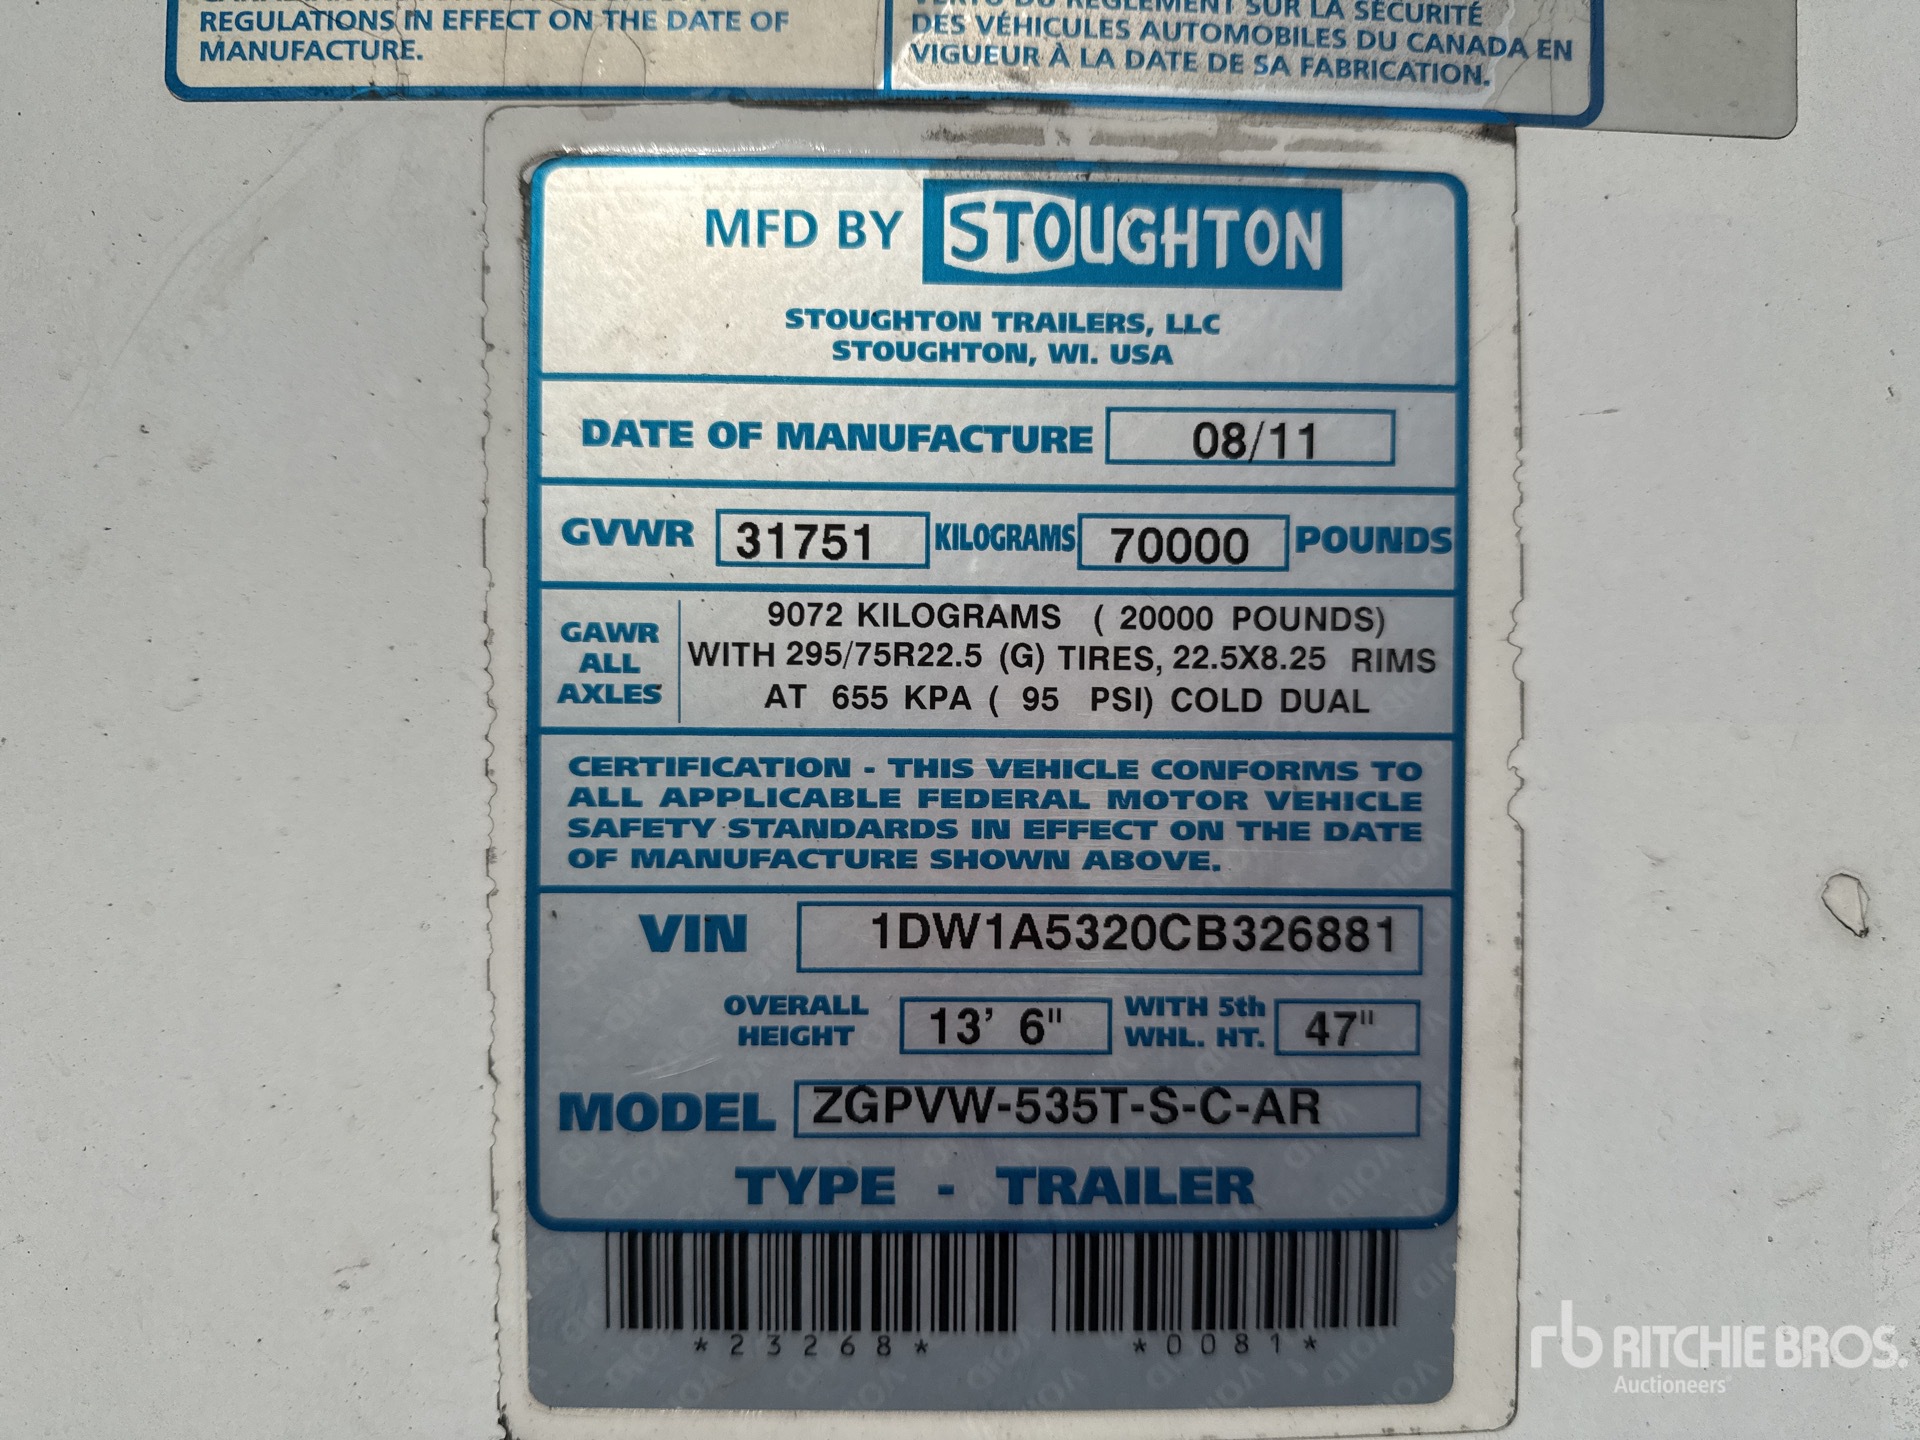 REGULATIONS IN EFFECT ON THE DATE OF
MANUFACTURE.
RÈGLEMENT SUR LA SÉCURITÉ
DES VÉHICULES AUTOMOBILES DU CANADA EN
VIGUEUR À LA DATE DE SA FABRICATION.
MFD BY STOUGHTON
STOUGHTON TRAILERS, LLC
STOUGHTON, WI. USA
DATE OF MANUFACTURE 08/11
GVWR 31751 KILOGRAMS 70000 POUNDS
GAWR ALL AXLES
9072 KILOGRAMS ( 20000 POUNDS)
WITH 295/75R22.5 (G) TIRES, 22.5X8.25 RIMS
AT 655 KPA ( 95 PSI) COLD DUAL
CERTIFICATION - THIS VEHICLE CONFORMS TO
ALL APPLICABLE FEDERAL MOTOR VEHICLE
SAFETY STANDARDS IN EFFECT ON THE DATE
OF MANUFACTURE SHOWN ABOVE.
VIN 1DW1A5320CB326881
OVERALL HEIGHT 13' 6" WITH 5th WHL. HT. 47"
MODEL ZGPVW-535T-S-C-AR
TYPE - TRAILER
*23268* *0081*
rb RITCHIE BROS.
Auctioneers